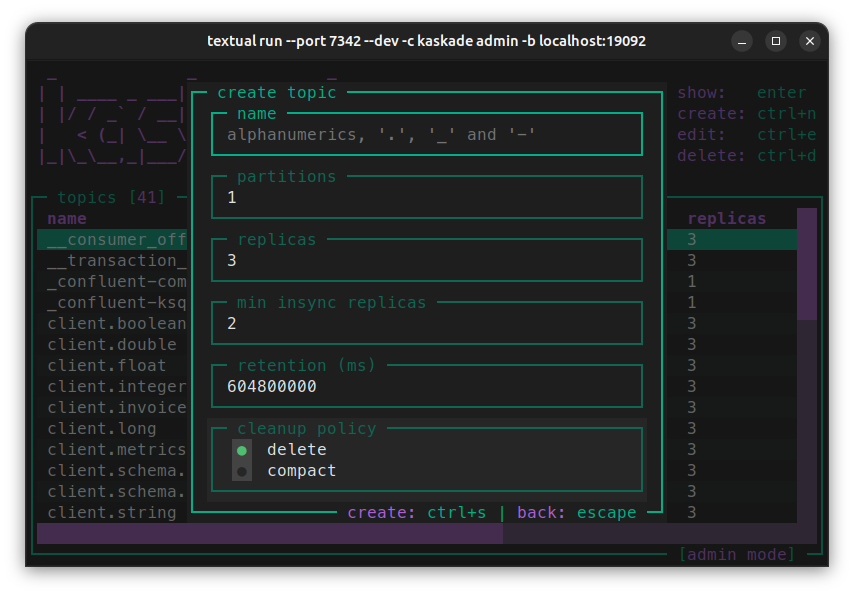 textual run --port 7342 --dev -c kaskade admin -b localhost:19092
create topic
name
alphanumerics, '.', '_' and '-'
partitions
1
replicas
3
min insync replicas
2
retention (ms)
604800000
cleanup policy
delete
compact
create: ctrl+s | back: escape
show: enter
create: ctrl+n
edit: ctrl+e
delete: ctrl+d
topics [41]
name replicas
__consumer_off 3
__transaction_ 3
_confluent-com 1
_confluent-ksq 1
client.boolean 3
client.double 3
client.float 3
client.integer 3
client.invoice 3
client.long 3
client.metrics 3
client.schema. 3
client.schema. 3
client.string 3
[admin mode]